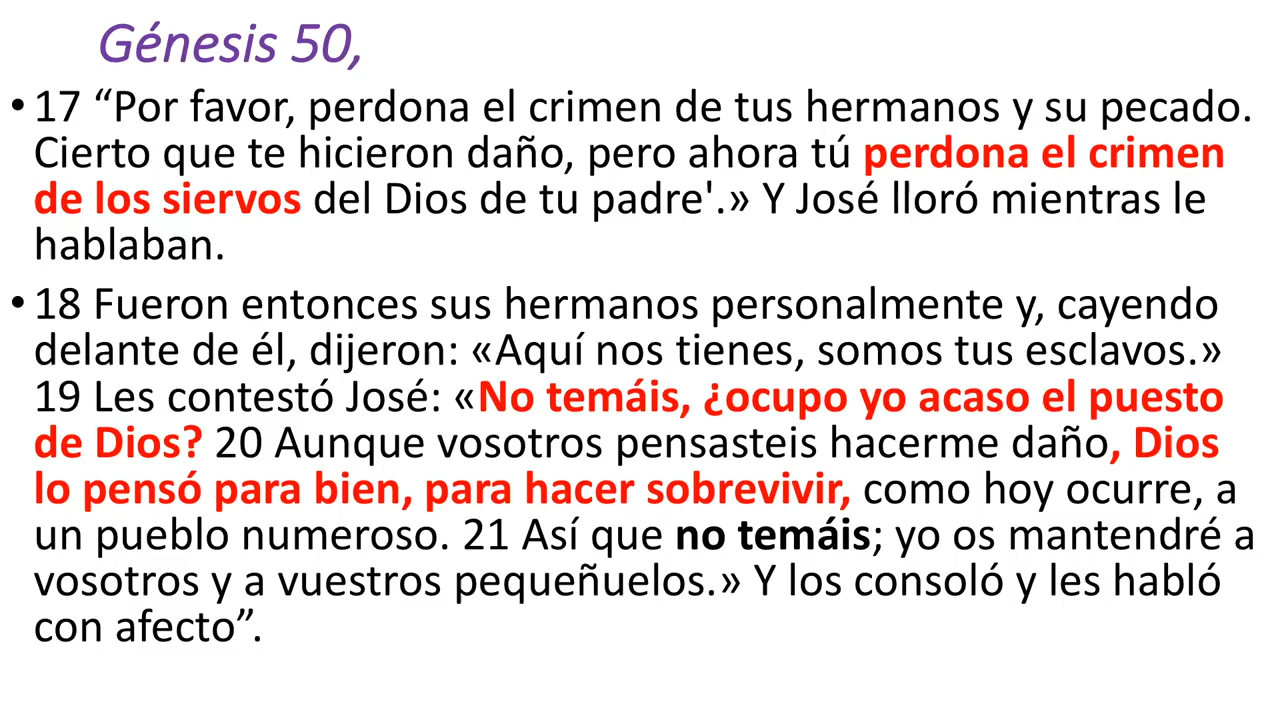 Génesis 50,
• 17 “Por favor, perdona el crimen de tus hermanos y su pecado.
Cierto que te hicieron daño, pero ahora tú perdona el crimen
de los siervos del Dios de tu padre'.» Y José lloró mientras le
hablaban.
• 18 Fueron entonces sus hermanos personalmente y, cayendo
delante de él, dijeron: «Aquí nos tienes, somos tus esclavos.»
19 Les contestó José: «No temáis, ¿ocupo yo acaso el puesto
de Dios? 20 Aunque vosotros pensasteis hacerme daño, Dios
lo pensó para bien, para hacer sobrevivir, como hoy ocurre, a
un pueblo numeroso. 21 Así que no temáis; yo os mantendré a
vosotros y a vuestros pequeñuelos.» Y los consoló y les habló
con afecto”.